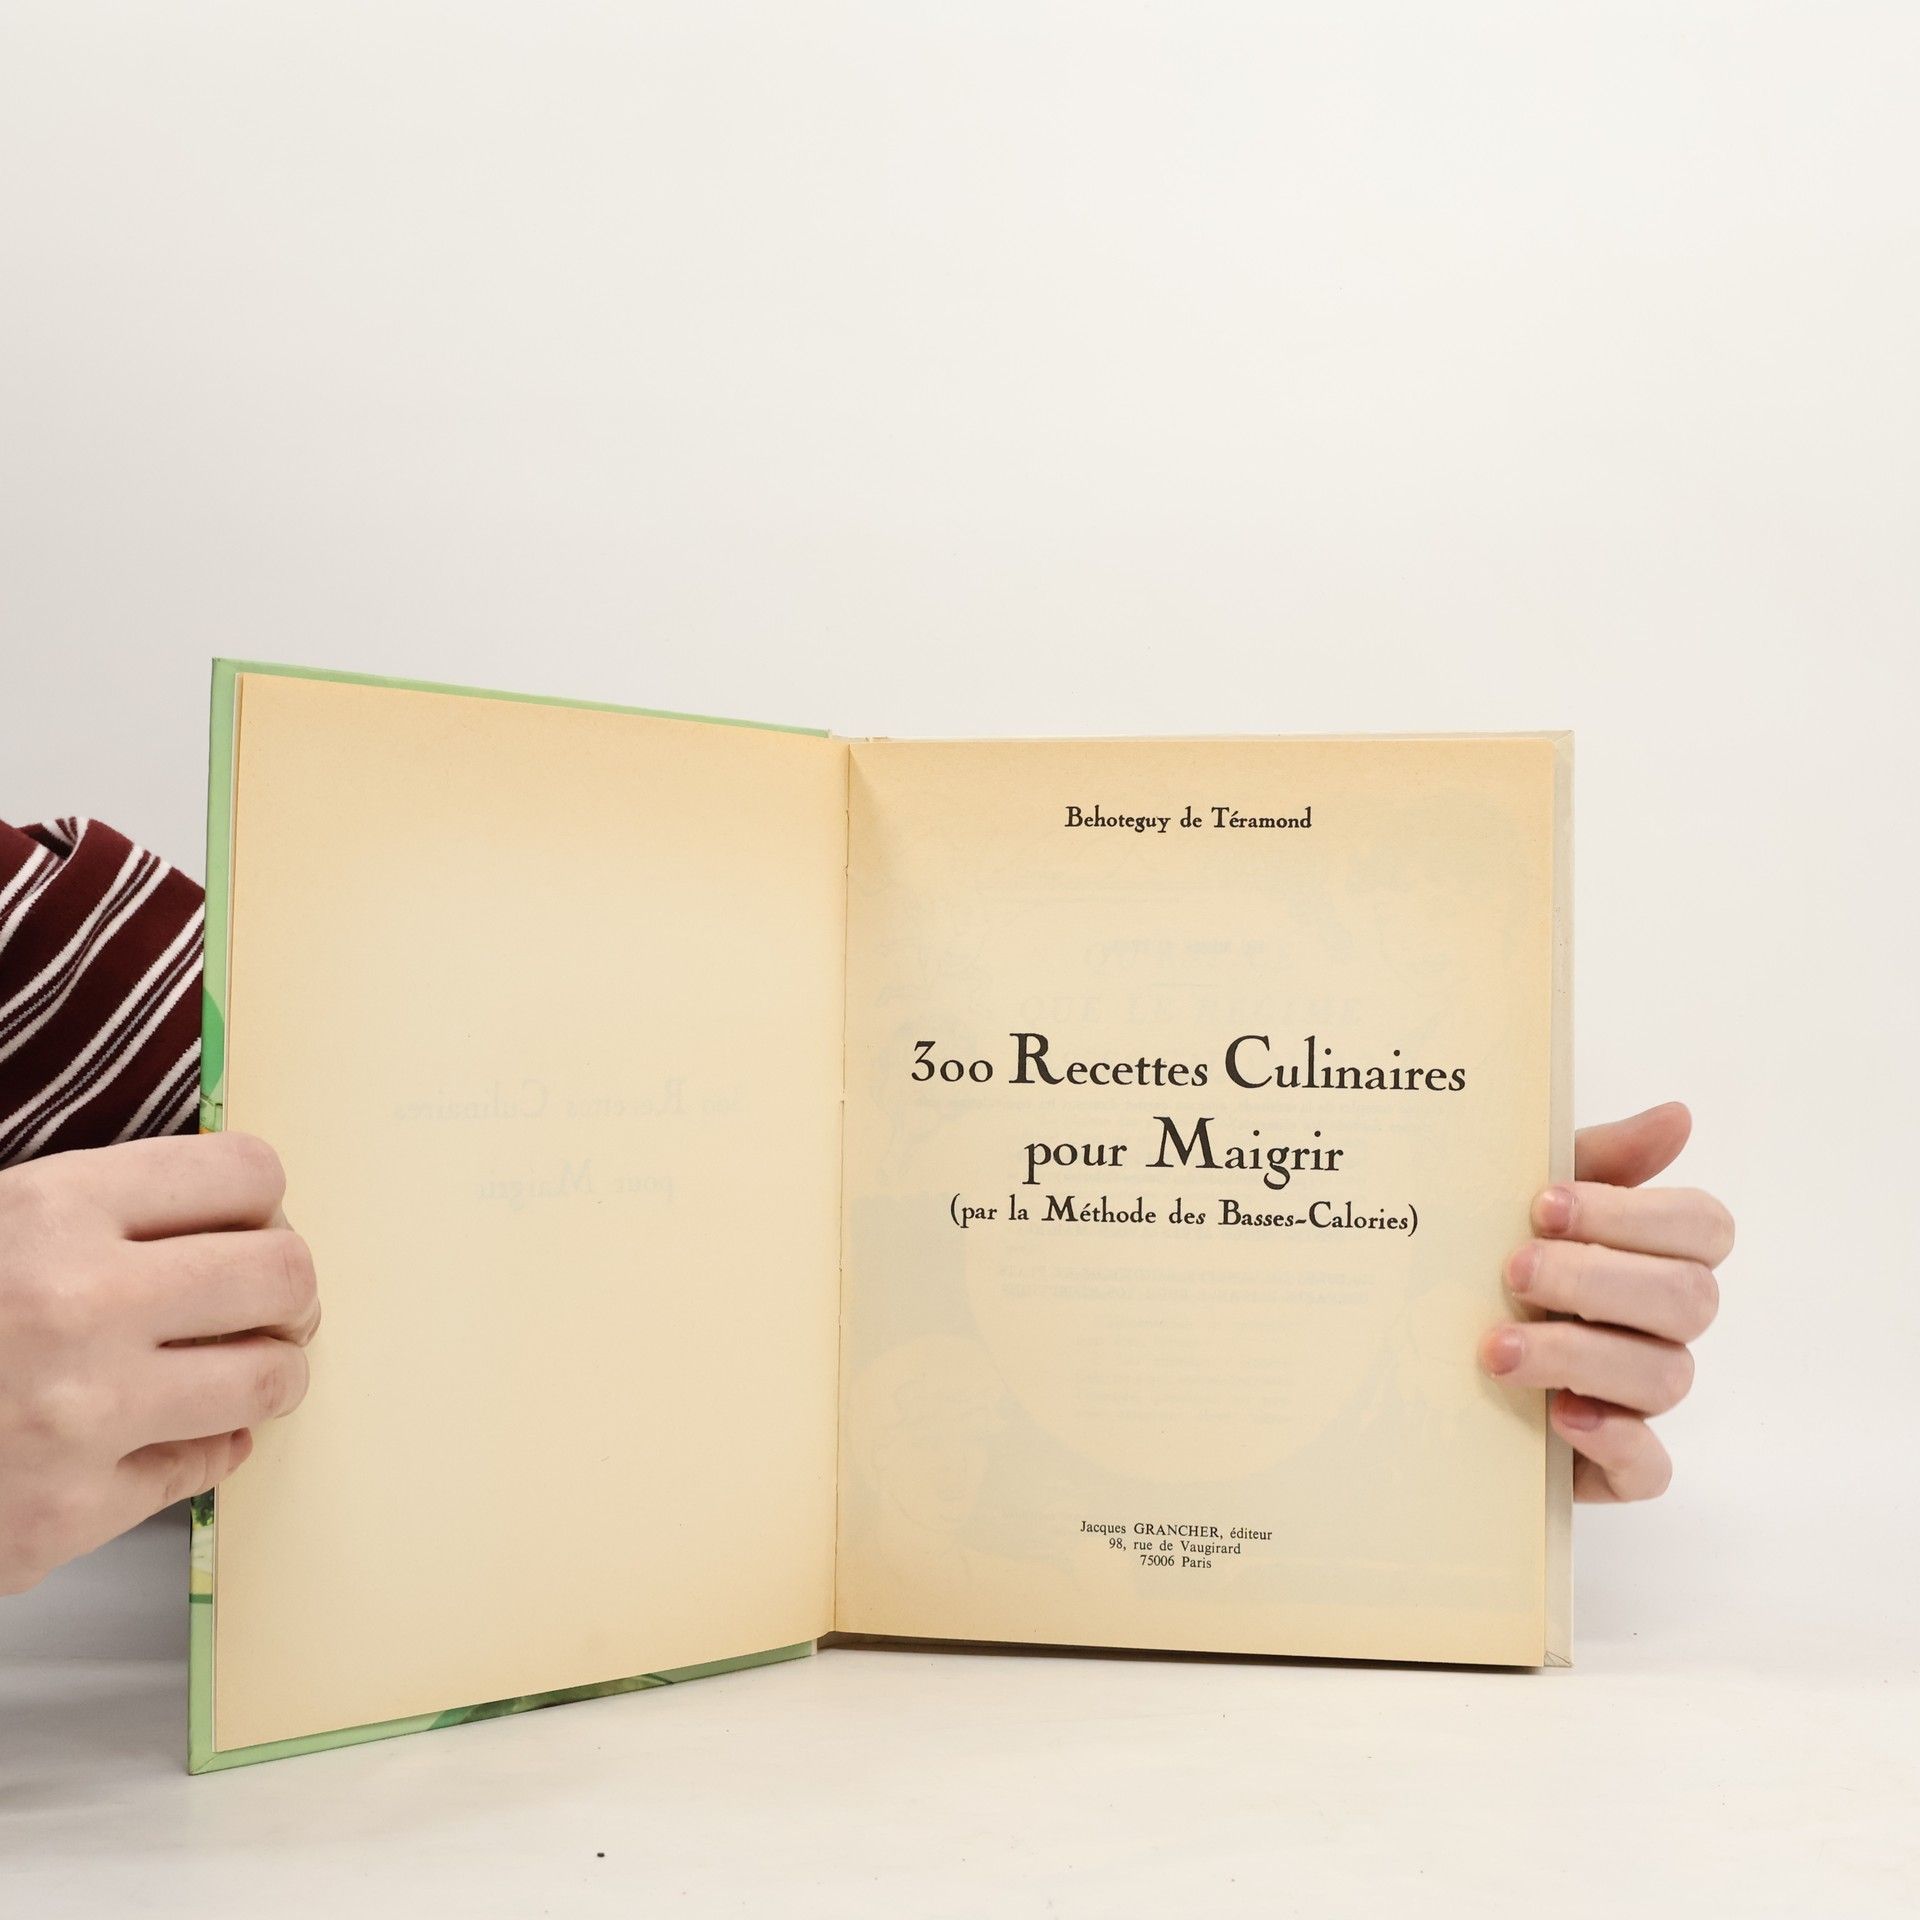 Behoteguy de Téramond
300 Recettes Culinaires
pour Maigrir
(par la Méthode des Basses-Calories)
Jacques GRANCHER, éditeur
98, rue de Vaugirard
75006 Paris